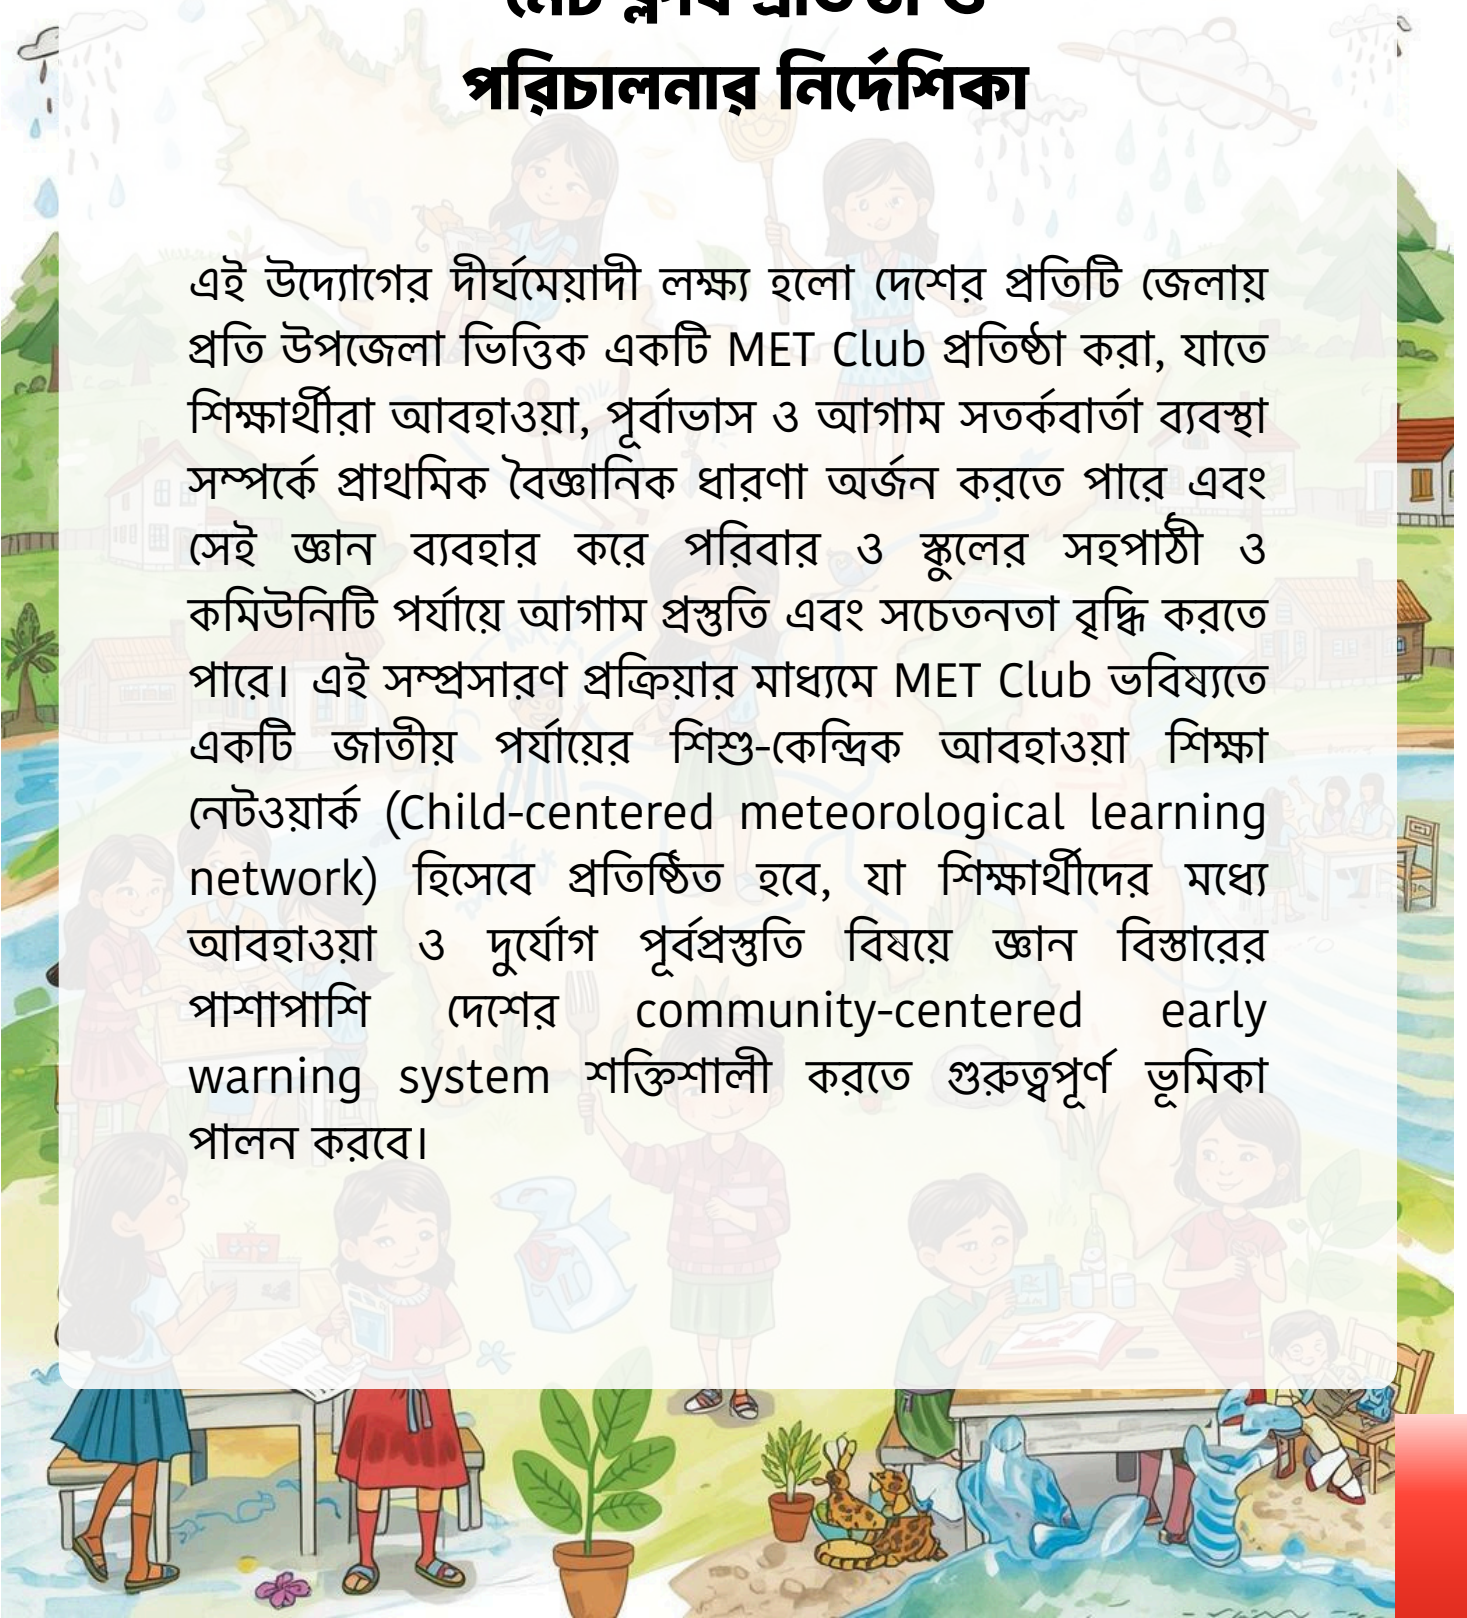 পরিচালনার নির্দেশিকা
এই উদ্যোগের দীর্ঘমেয়াদী লক্ষ্য হলো দেশের প্রতিটি জেলায়
প্রতি উপজেলা ভিত্তিক একটি MET Club প্রতিষ্ঠা করা, যাতে
শিক্ষার্থীরা আবহাওয়া, পূর্বাভাস ও আগাম সতর্কবার্তা ব্যবস্থা
সম্পর্কে প্রাথমিক বৈজ্ঞানিক ধারণা অর্জন করতে পারে এবং
সেই জ্ঞান ব্যবহার করে পরিবার ও স্কুলের সহপাঠী ও
কমিউনিটি পর্যায়ে আগাম প্রস্তুতি এবং সচেতনতা বৃদ্ধি করতে
পারে। এই সম্প্রসারণ প্রক্রিয়ার মাধ্যমে MET Club ভবিষ্যতে
একটি জাতীয় পর্যায়ের শিশু-কেন্দ্রিক আবহাওয়া শিক্ষা
নেটওয়ার্ক (Child-centered meteorological learning
network) হিসেবে প্রতিষ্ঠিত হবে, যা শিক্ষার্থীদের মধ্যে
আবহাওয়া ও দুর্যোগ পূর্বপ্রস্তুতি বিষয়ে জ্ঞান বিস্তারের
পাশাপাশি দেশের community-centered early
warning system শক্তিশালী করতে গুরুত্বপূর্ণ ভূমিকা
পালন করবে।